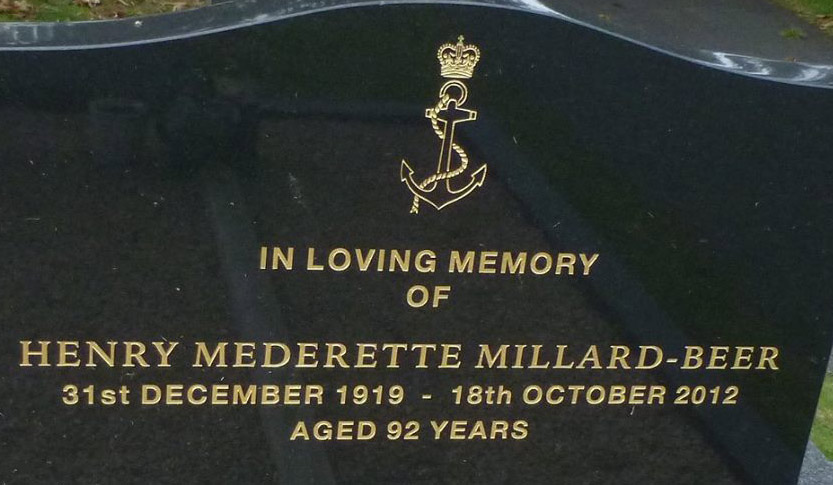 IN LOVING MEMORY
OF
HENRY MEDERETTE MILLARD-BEER
31st DECEMBER 1919 - 18th OCTOBER 2012
AGED 92 YEARS